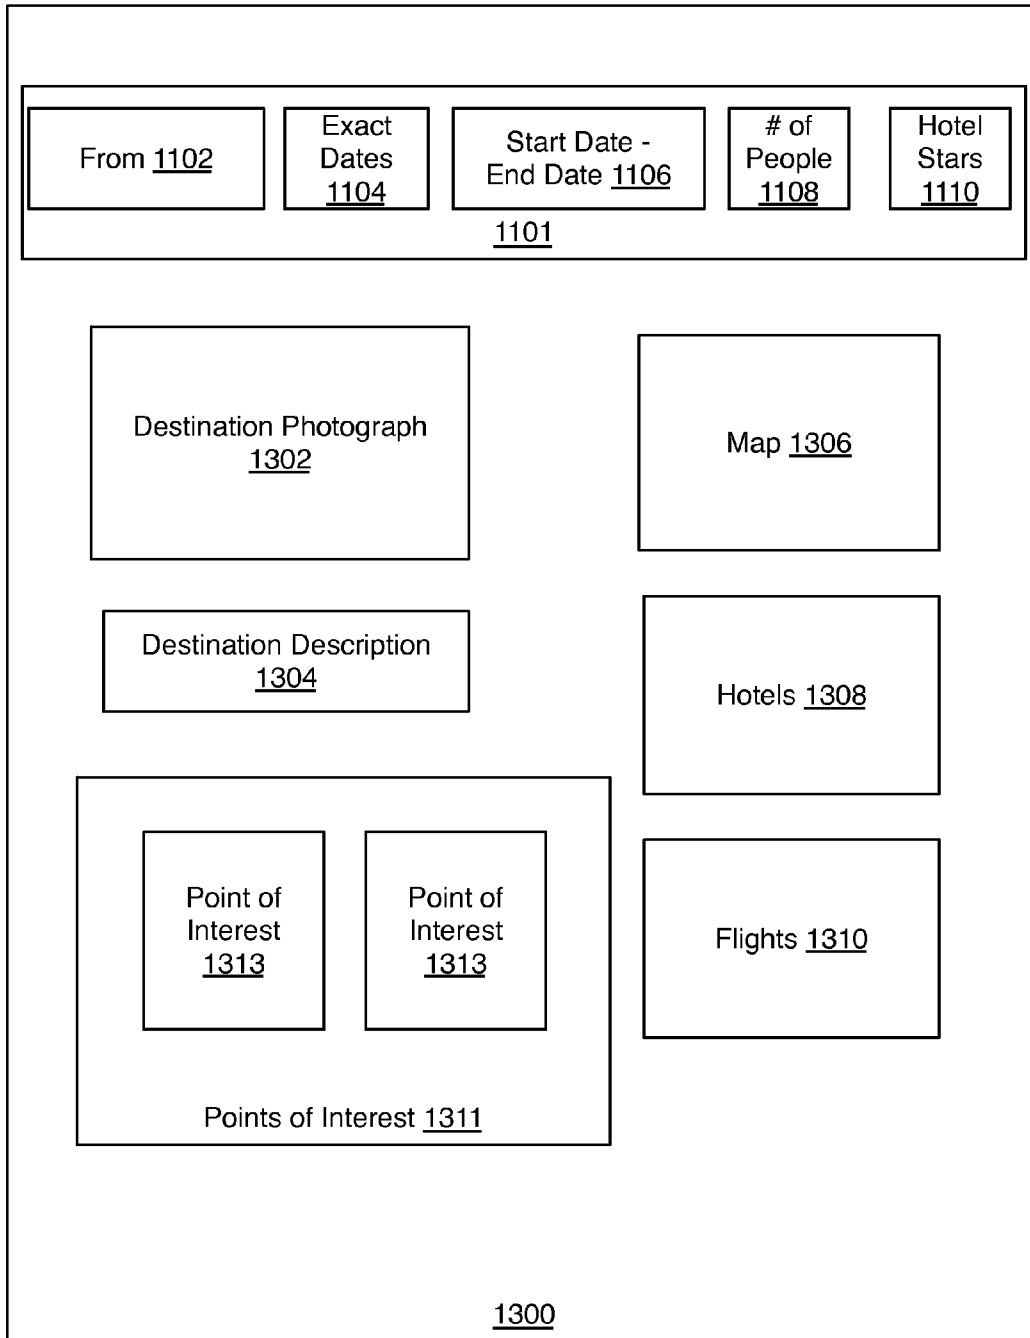 From 1102
Exact
Dates
1104
Start Date -
End Date 1106
# of
People
1108
Hotel
Stars
1110
1101
Destination Photograph
1302
Map 1306
Destination Description
1304
Hotels 1308
Point of
Interest
1313
Point of
Interest
1313
Flights 1310
Points of Interest 1311
1300